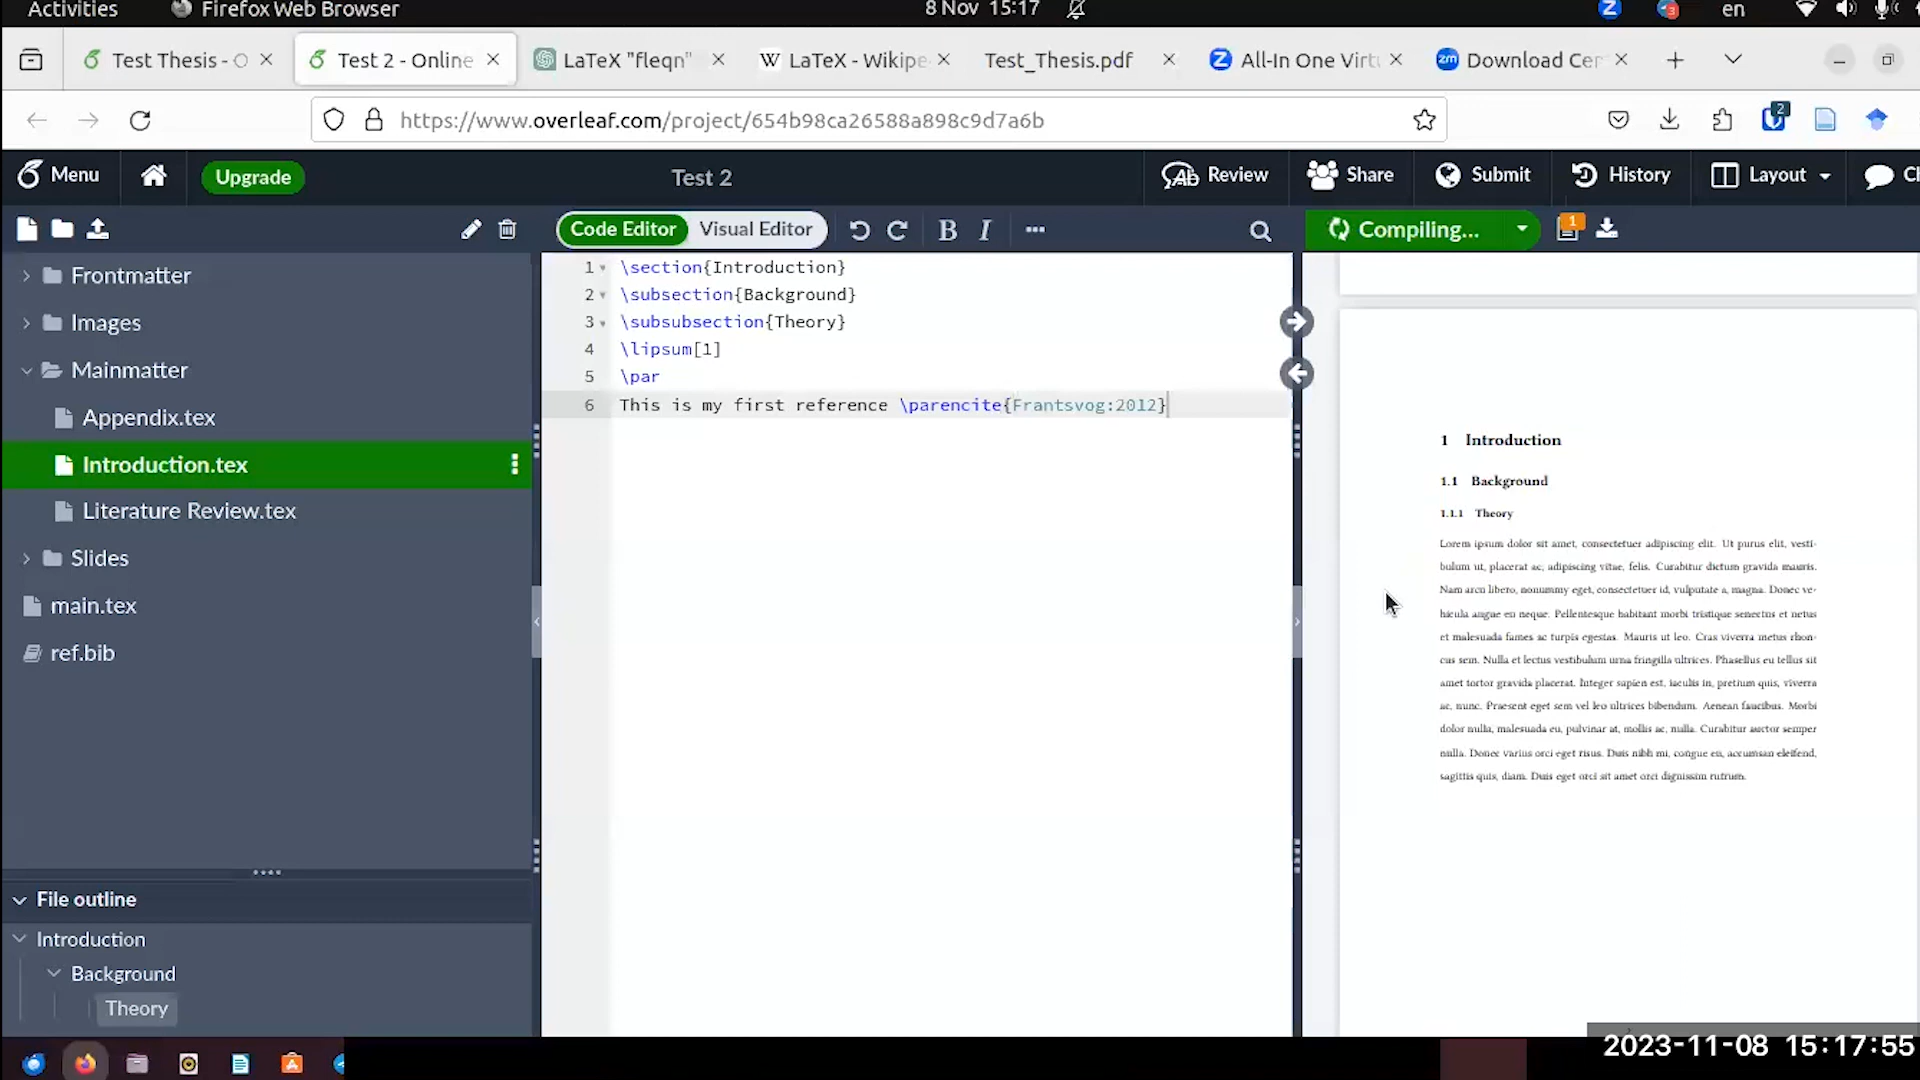 Activities Firefox Web Browser 8 Nov 15:17 3 en
Test Thesis - O Test 2 - Online LaTeX "fleqn" W LaTeX - Wikipe Test_Thesis.pdf Z All-In One Virtu zm Download Cer
https://www.overleaf.com/project/654b98ca26588a898c9d7a6b 2
Menu Upgrade Test 2 Review Share Submit History Layout Ch
Code Editor Visual Editor B I Compiling... 1
Frontmatter
Images
Mainmatter
Appendix.tex
Introduction.tex
Literature Review.tex
Slides
main.tex
ref.bib
File outline
Introduction
Background
Theory
1 \section{Introduction}
2 \subsection{Background}
3 \subsubsection{Theory}
4 \lipsum[1]
5 \par
6 This is my first reference \parencite{Frantsvog:2012}
1 Introduction
1.1 Background
1.1.1 Theory
Lorem ipsum dolor sit amet, consectetuer adipiscing elit. Ut purus elit, vesti-
bulum ut, placerat ac, adipiscing vitae, felis. Curabitur dictum gravida mauris.
Nam arcu libero, nonummy eget, consectetuer id, vulputate a, magna. Donec ve-
hicula augue eu neque. Pellentesque habitant morbi tristique senectus et netus
et malesuada fames ac turpis egestas. Mauris ut leo. Cras viverra metus rhon-
cus sem. Nulla et lectus vestibulum urna fringilla ultrices. Phasellus eu tellus sit
amet tortor gravida placerat. Integer sapien est, iaculis in, pretium quis, viverra
ac, nunc. Praesent eget sem vel leo ultrices bibendum. Aenean faucibus. Morbi
dolor nulla, malesuada eu, pulvinar at, mollis ac, nulla. Curabitur auctor semper
nulla. Donec varius orci eget risus. Duis nibh mi, congue eu, accumsan eleifend,
sagittis quis, diam. Duis eget orci sit amet orci dignissim rutrum.
2023-11-08 15:17:55